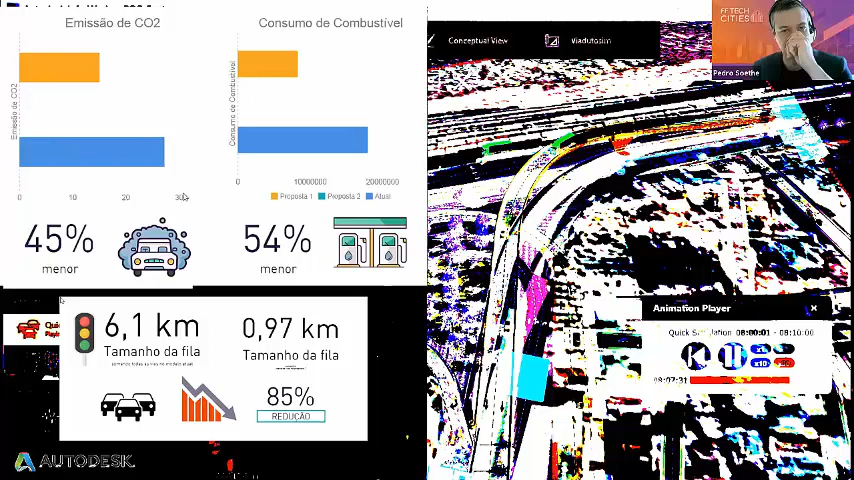 Emissão de CO2
Consumo de Combustível
Emissão de CO2
Consumo de Combustível
0
10
20
0
10000000
20000000
Proposta 1
Proposta 2
Atual
45%
menor
54%
menor
6,1 km
Tamanho da fila
0,97 km
Tamanho da fila
85%
REDUÇÃO
AUTODESK
Conceptual View
FF TECH
CITIES
Pedro Soethe
Animation Player
08:00:01 - 08:10:00
x10
08:07:31